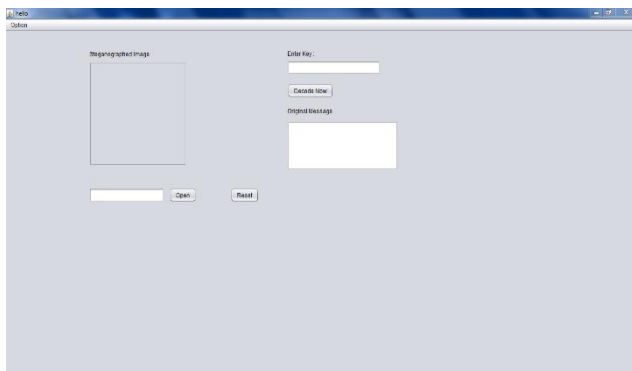 hello
Option
Steganographed Image
Enter Key:
Decode Now
Original Message
Open
Reset